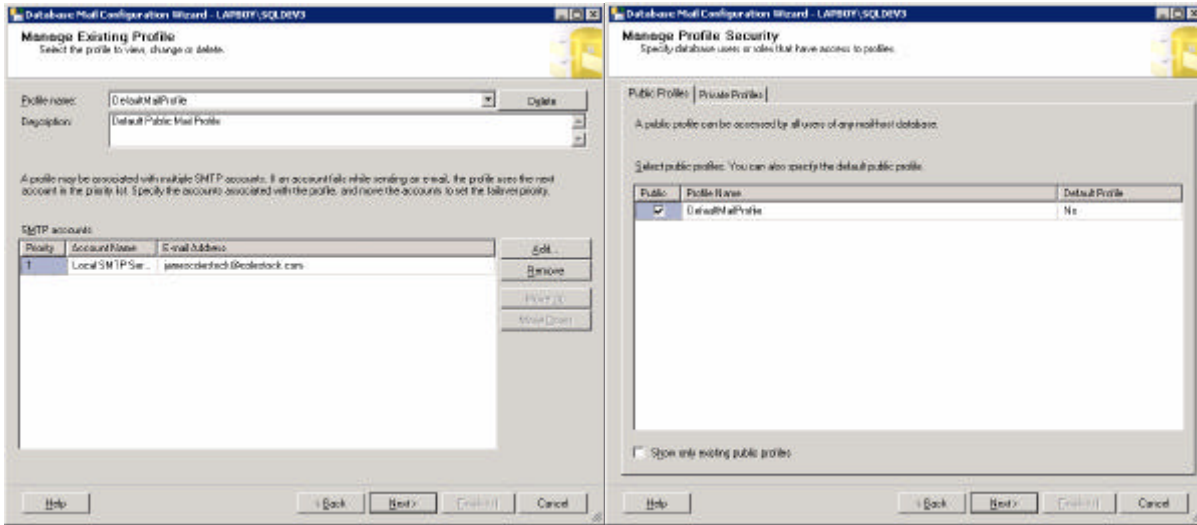 Database Mail Configuration Wizard - LAPBOY\SQLDEV3
Manage Existing Profile
Select the profile to view, change or delete.
Profile name:
DefaultMailProfile
Delete
Description:
Default Public Mail Profile
A profile may be associated with multiple SMTP accounts. If an account fails while sending an e-mail, the profile uses the next
account in the priority list. Specify the accounts associated with the profile, and move the accounts to set the failover priority.
SMTP accounts:
Priority Account Name E-mail Address
1 Local SMTP Ser...
Add...
Remove
Move Up
Move Down
Help
< Back
Next >
Finish >|
Cancel
Database Mail Configuration Wizard - LAPBOY\SQLDEV3
Manage Profile Security
Specify database users or roles that have access to profiles.
Public Profiles Private Profiles
A public profile can be accessed by all users of any mail-host database.
Select public profiles. You can also specify the default public profile.
Public Profile Name Default Profile
DefaultMailProfile No
Show only existing public profiles
Help
< Back
Next >
Finish >|
Cancel